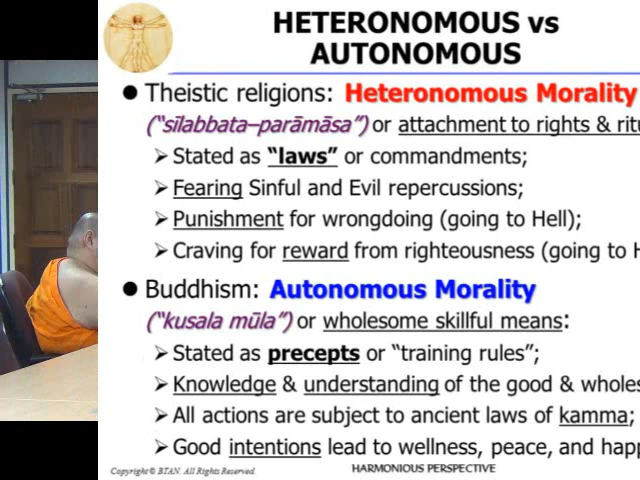 HETERONOMOUS vs
AUTONOMOUS
● Theistic religions: Heteronomous Morality
("sīlabbata–parāmāsa") or attachment to rights & ritu
➢ Stated as "laws" or commandments;
➢ Fearing Sinful and Evil repercussions;
➢ Punishment for wrongdoing (going to Hell);
➢ Craving for reward from righteousness (going to H
● Buddhism: Autonomous Morality
("kusala mūla") or wholesome skillful means:
➢ Stated as precepts or "training rules";
➢ Knowledge & understanding of the good & wholes
➢ All actions are subject to ancient laws of kamma;
➢ Good intentions lead to wellness, peace, and happ
Copyright © BTAN. All Rights Reserved.
HARMONIOUS PERSPECTIVE